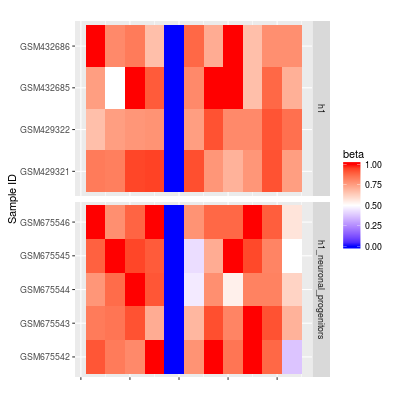 GSM432686
GSM432685
GSM429322
GSM429321
h1
GSM675546
GSM675545
GSM675544
GSM675543
GSM675542
h1_neuronal_progenitors
Sample ID
beta
1.00
0.75
0.50
0.25
0.00